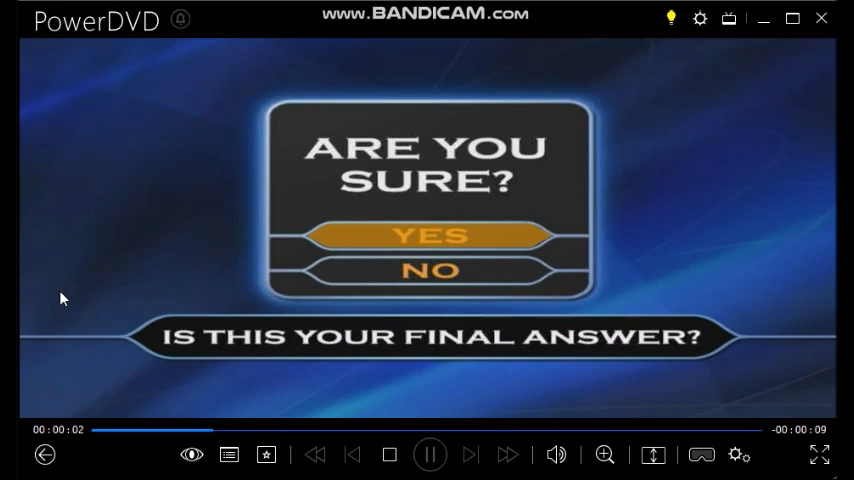 PowerDVD
www.BANDICAM.com
ARE YOU
SURE?
YES
NO
IS THIS YOUR FINAL ANSWER?
00:00:02
-00:00:09